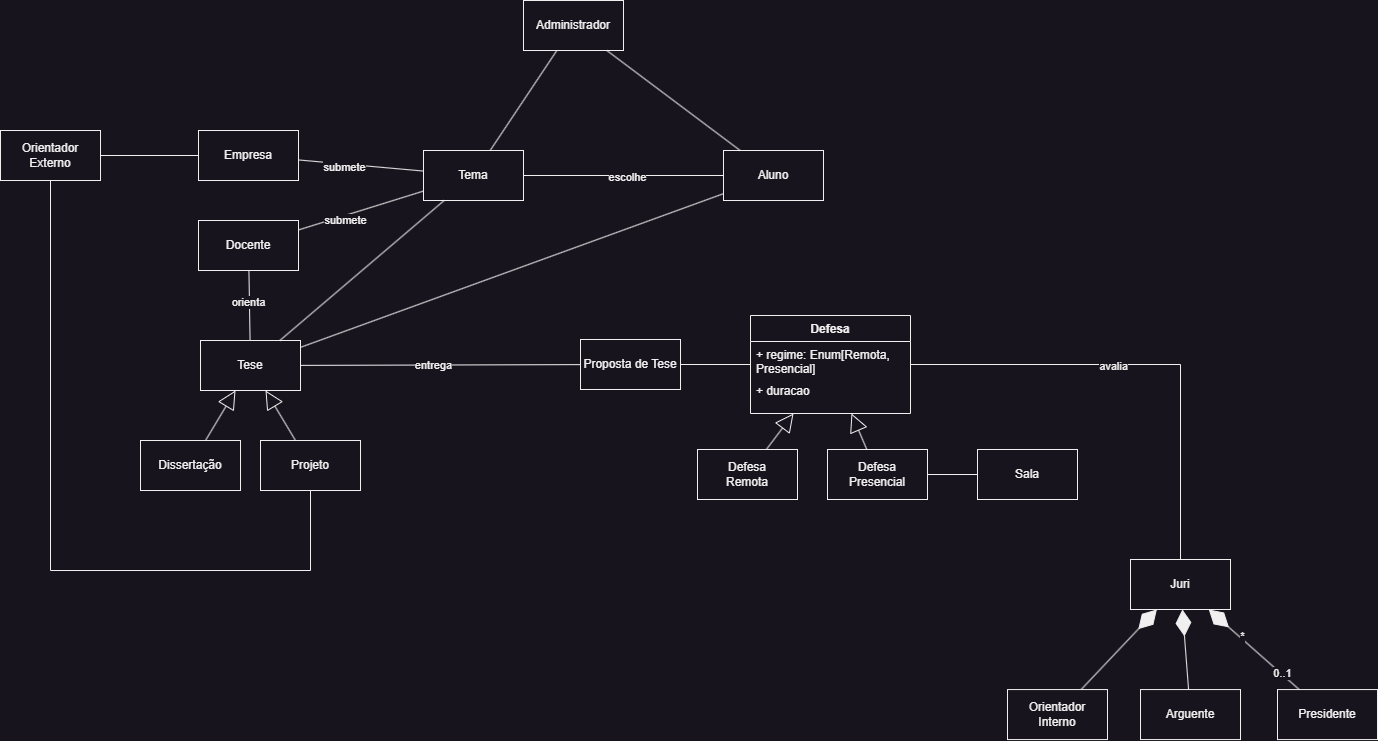 Administrador
Orientador
Externo
Empresa
submete
Tema
escolhe
Aluno
submete
Docente
orienta
Tese
entrega
Proposta de Tese
Defesa
+ regime: Enum[Remota,
Presencial]
+ duracao
avalia
Dissertação
Projeto
Defesa
Remota
Defesa
Presencial
Sala
Juri
*
0..1
Orientador
Interno
Arguente
Presidente